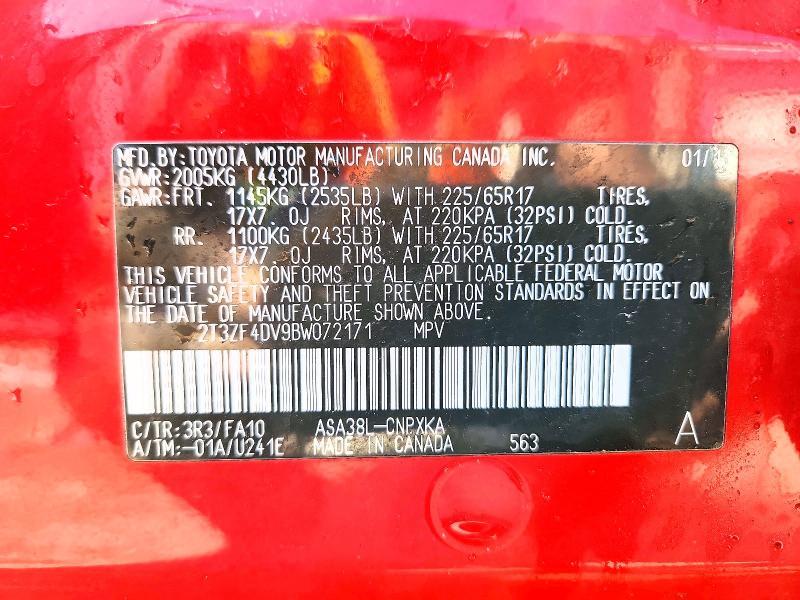 MFD.BY:TOYOTA MOTOR MANUFACTURING CANADA INC. 01/
GVWR:2005KG (4430LB)
GAWR:FRT. 1145KG (2535LB) WITH 225/65R17 TIRES,
17X7.0J RIMS, AT 220KPA (32PSI) COLD.
RR. 1100KG (2435LB) WITH 225/65R17 TIRES,
17X7.0J RIMS, AT 220KPA (32PSI) COLD.
THIS VEHICLE CONFORMS TO ALL APPLICABLE FEDERAL MOTOR
VEHICLE SAFETY AND THEFT PREVENTION STANDARDS IN EFFECT ON
THE DATE OF MANUFACTURE SHOWN ABOVE.
2T3ZF4DV9BW072171 MPV
C/TR:3R3/FA10 ASA38L-CNPXKA
A/TM:-01A/U241E MADE IN CANADA 563 A